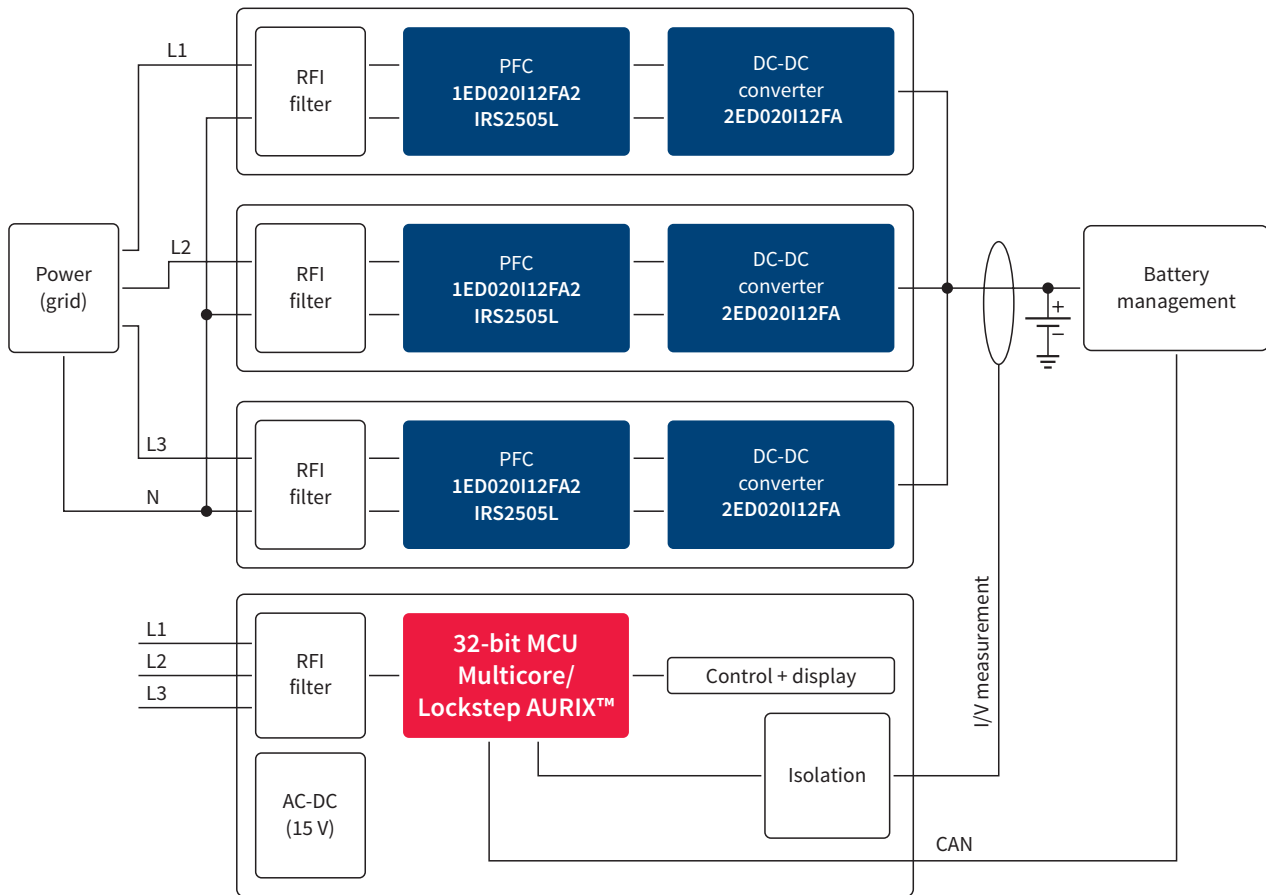 L1
RFI
filter
PFC
1ED020I12FA2
IRS2505L
DC-DC
converter
2ED020I12FA
Power
(grid)
L2
RFI
filter
PFC
1ED020I12FA2
IRS2505L
DC-DC
converter
2ED020I12FA
+
−
Battery
management
L3
N
RFI
filter
PFC
1ED020I12FA2
IRS2505L
DC-DC
converter
2ED020I12FA
L1
L2
L3
RFI
filter
32-bit MCU
Multicore/
Lockstep AURIX™
Control + display
I/V measurement
AC-DC
(15 V)
Isolation
CAN